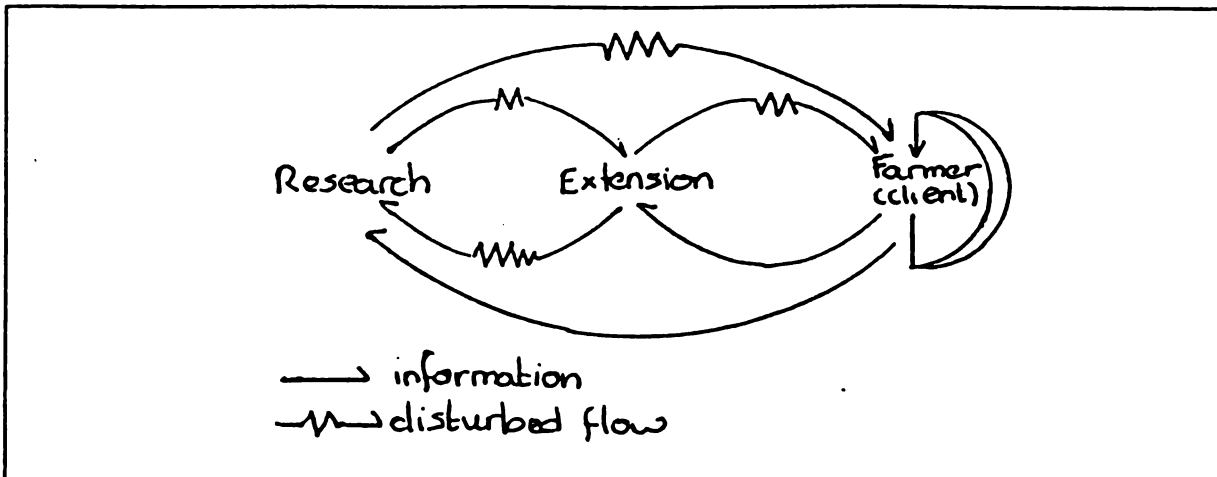 Research
Extension
Farmer
(client)
information
disturbed flow